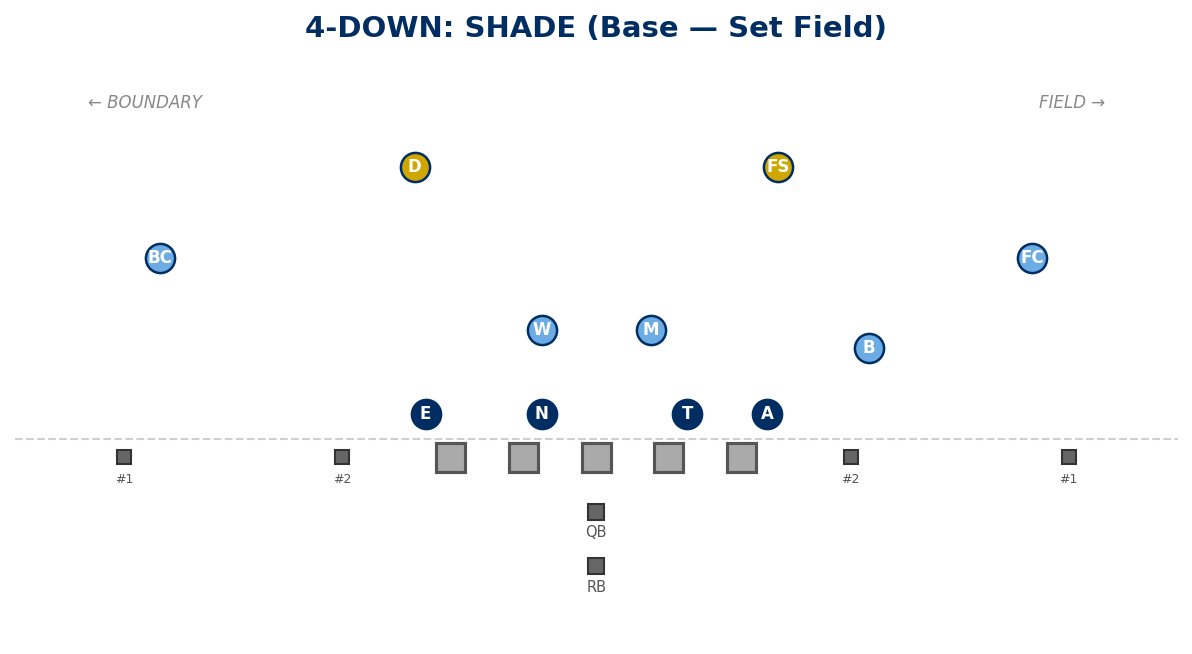 4-DOWN: SHADE (Base — Set Field)
← BOUNDARY
FIELD →
D
FS
BC
FC
W
M
B
E
N
T
A
#1
#2
#2
#1
QB
RB